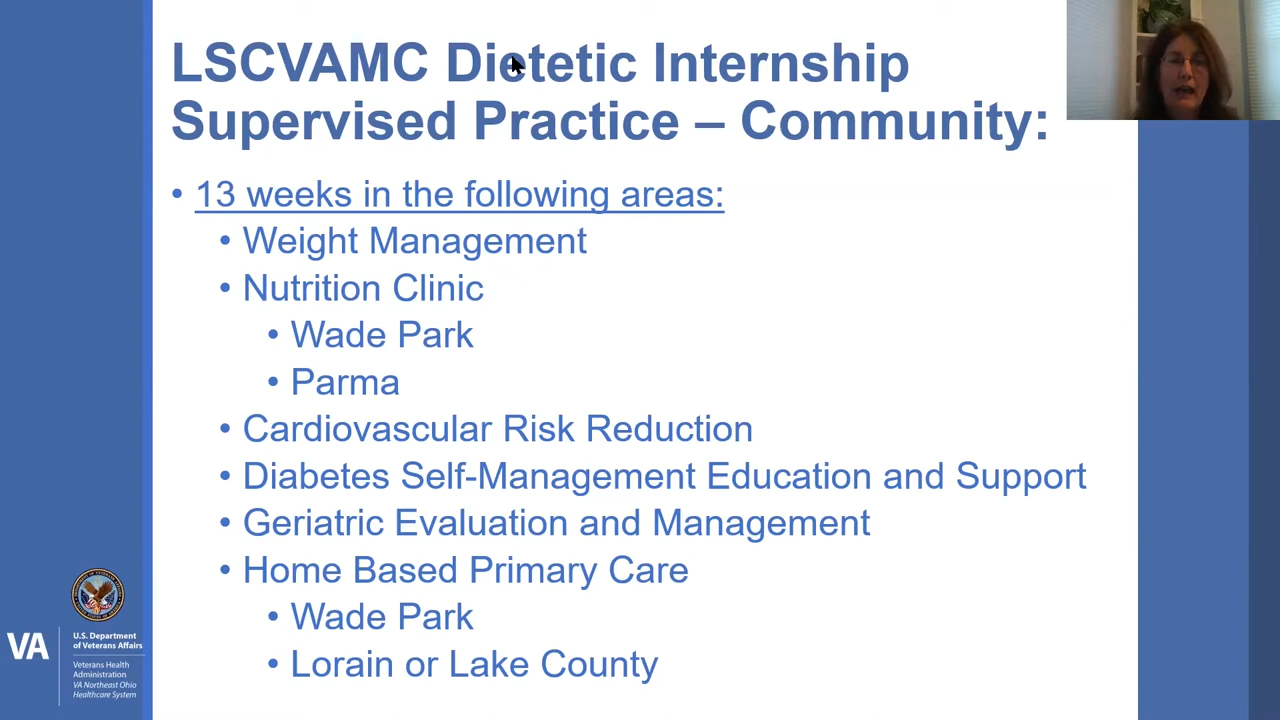 LSCVAMC Dietetic Internship
Supervised Practice – Community:
• 13 weeks in the following areas:
• Weight Management
• Nutrition Clinic
• Wade Park
• Parma
• Cardiovascular Risk Reduction
• Diabetes Self-Management Education and Support
• Geriatric Evaluation and Management
• Home Based Primary Care
• Wade Park
• Lorain or Lake County
VA
U.S. Department
of Veterans Affairs
Veterans Health
Administration
VA Northeast Ohio
Healthcare System